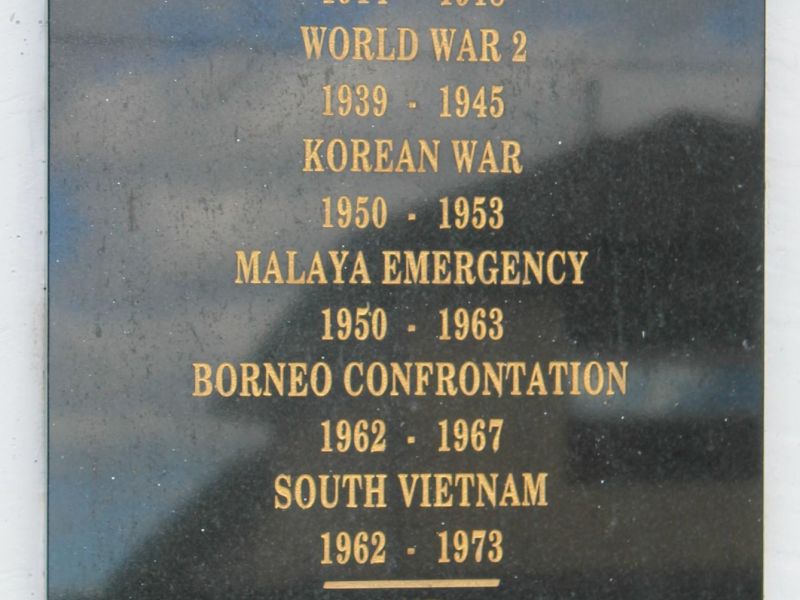 WORLD WAR 2
1939 - 1945
KOREAN WAR
1950 - 1953
MALAYA EMERGENCY
1950 - 1963
BORNEO CONFRONTATION
1962 - 1967
SOUTH VIETNAM
1962 - 1973